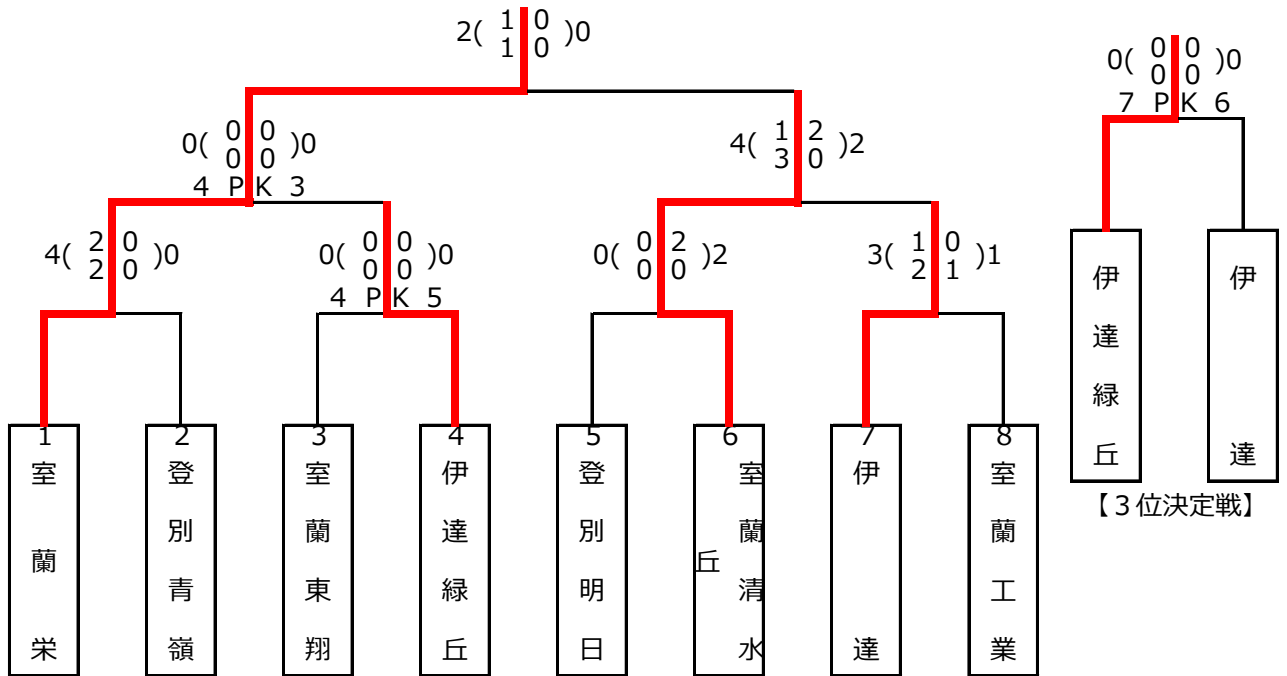 2( 1 0 )0
1 0
0( 0 0 )0
0 0
7 PK 6
0( 0 0 )0
0 0
4 PK 3
4( 1 2 )2
3 0
4( 2 0 )0
2 0
0( 0 0 )0
0 0
4 PK 5
0( 0 2 )2
0 0
3( 1 0 )1
2 1
伊達緑丘
伊達
【３位決定戦】
1
室蘭栄
2
登別青嶺
3
室蘭東翔
4
伊達緑丘
5
登別明日
6
室蘭清水
丘
7
伊達
8
室蘭工業